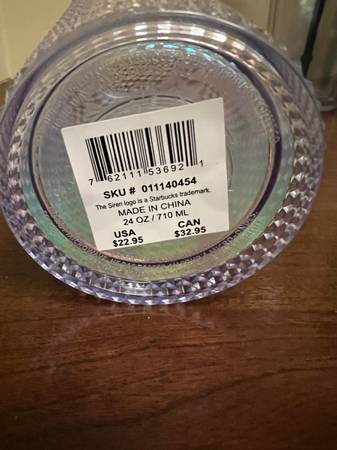 7 62111 53692 1
SKU # 011140454
The Siren logo is a Starbucks trademark.
MADE IN CHINA
24 OZ / 710 ML
USA CAN
$22.95 $32.95